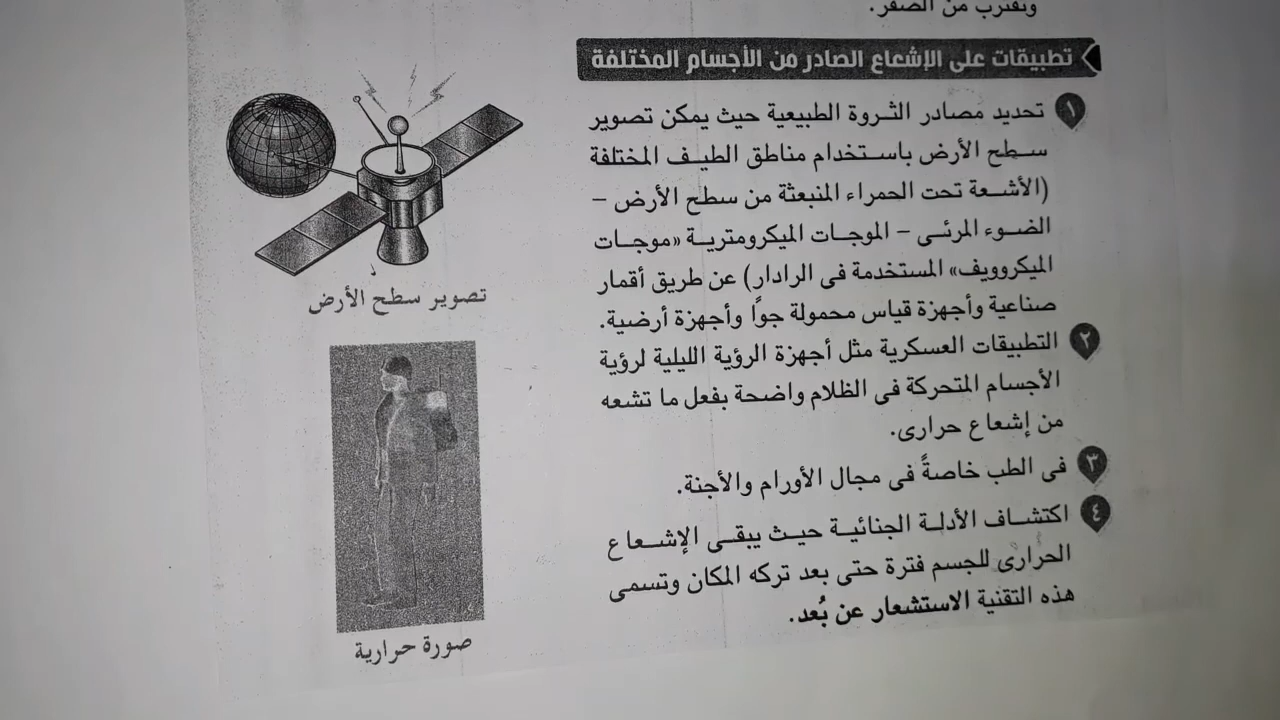 ونقترب من الصفر.
تطبيقات على الإشعاع الصادر من الأجسام المختلفة
١ تحديد مصادر الثروة الطبيعية حيث يمكن تصوير
سطح الأرض باستخدام مناطق الطيف المختلفة
(الأشعة تحت الحمراء المنبعثة من سطح الأرض –
الضوء المرئى – الموجات الميكرومترية «موجات
الميكروويف» المستخدمة فى الرادار) عن طريق أقمار
صناعية وأجهزة قياس محمولة جوًا وأجهزة أرضية.
٢ التطبيقات العسكرية مثل أجهزة الرؤية الليلية لرؤية
الأجسام المتحركة فى الظلام واضحة بفعل ما تشعه
من إشعاع حرارى.
٣ فى الطب خاصةً فى مجال الأورام والأجنة.
٤ اكتشاف الأدلة الجنائية حيث يبقى الإشعاع
الحرارى للجسم فترة حتى بعد تركه المكان وتسمى
هذه التقنية الاستشعار عن بُعد.
تصوير سطح الأرض
صورة حرارية